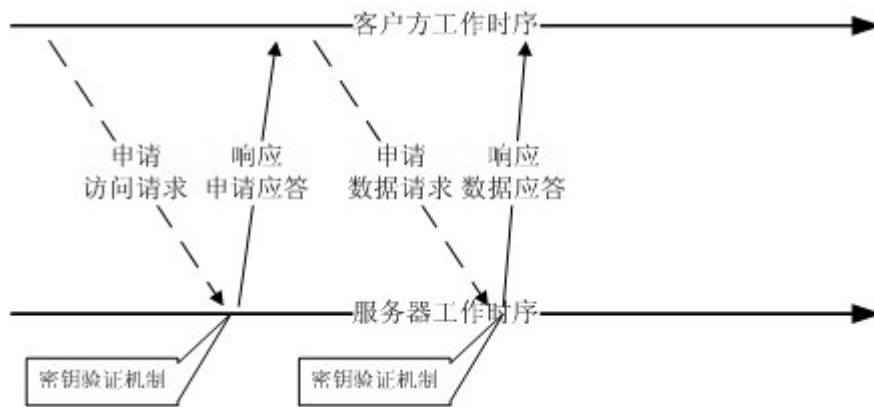 客户方工作时序
申请
访问请求
响应
申请应答
申请
数据请求
响应
数据应答
服务器工作时序
密钥验证机制
密钥验证机制